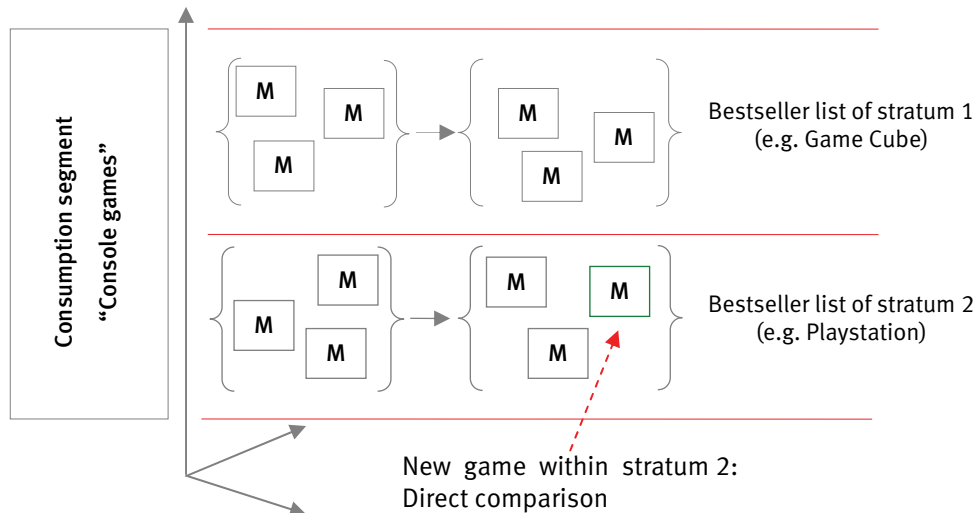 Consumption segment
“Console games”
M
M
M
M
M
M
Bestseller list of stratum 1
(e.g. Game Cube)
M
M
M
M
M
M
Bestseller list of stratum 2
(e.g. Playstation)
New game within stratum 2:
Direct comparison